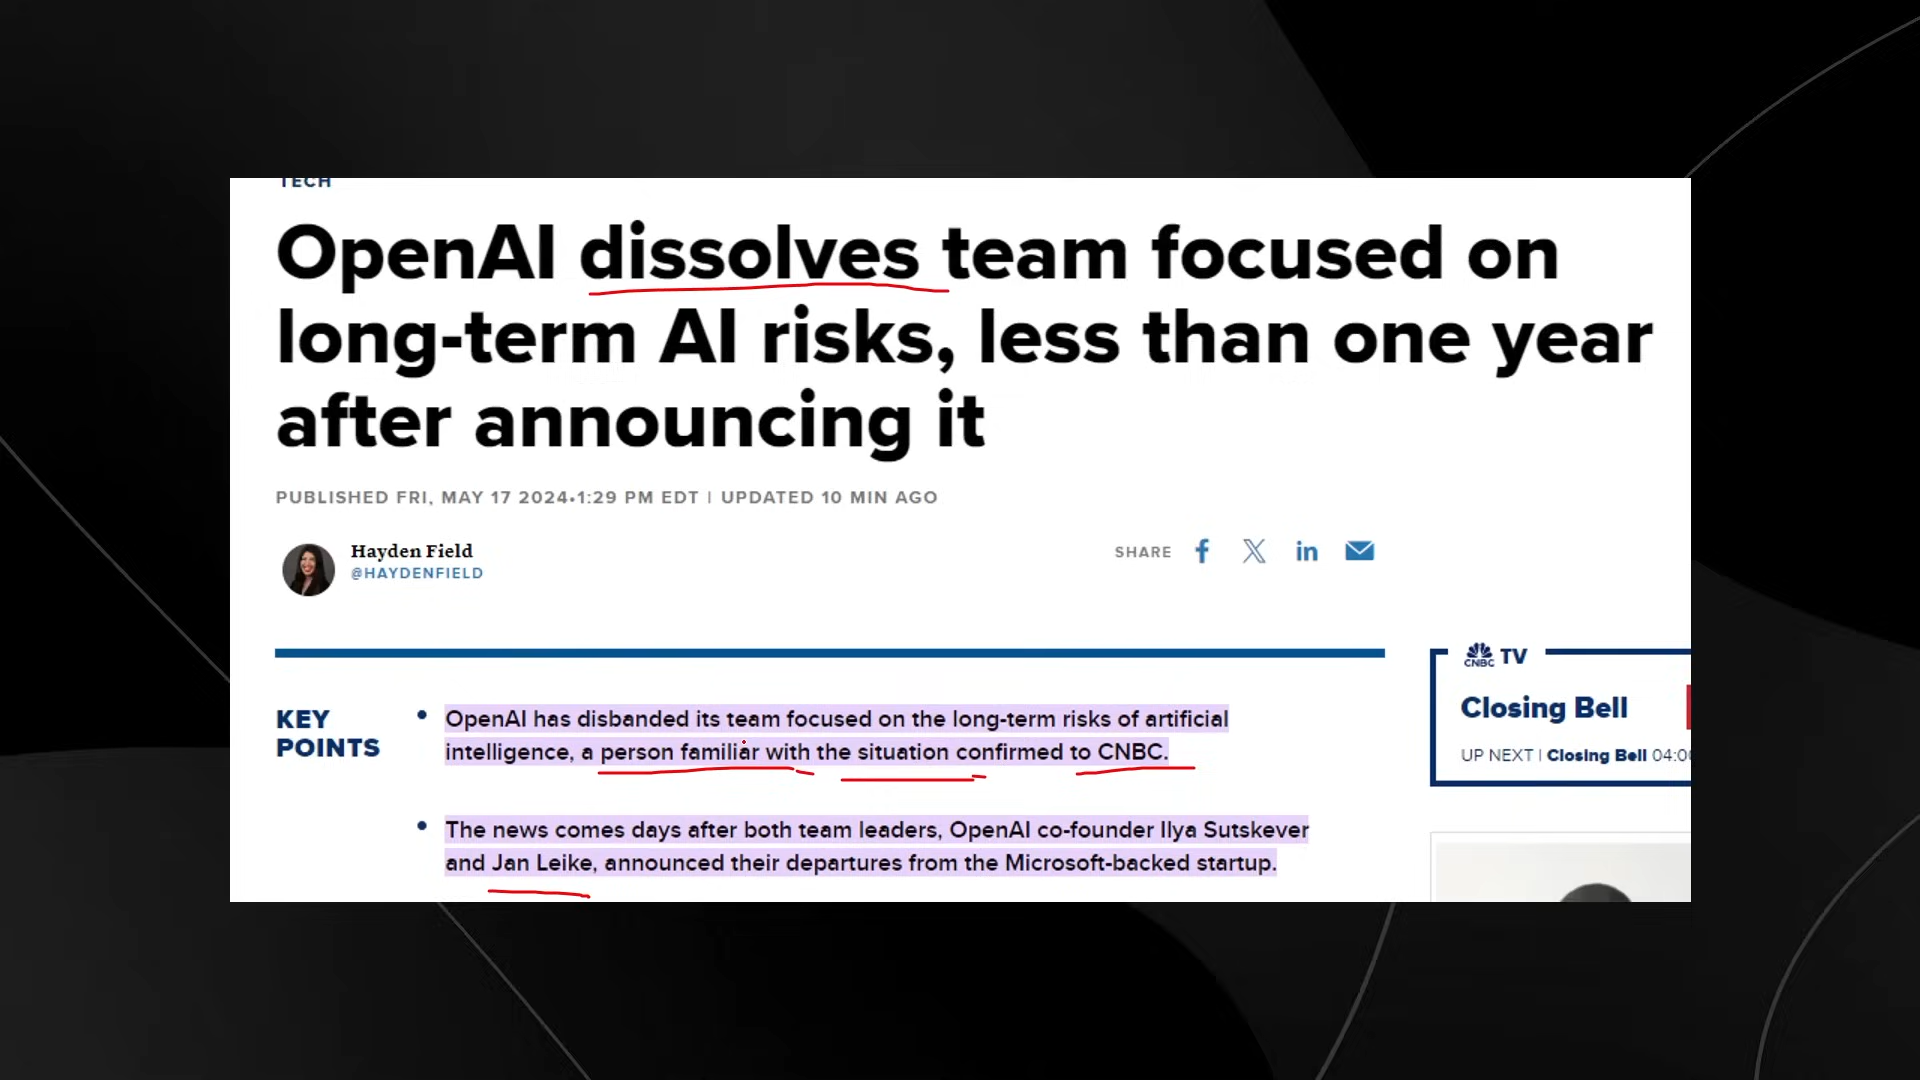 TECH
OpenAI dissolves team focused on
long-term AI risks, less than one year
after announcing it
PUBLISHED FRI, MAY 17 2024•1:29 PM EDT | UPDATED 10 MIN AGO
Hayden Field
@HAYDENFIELD
SHARE
KEY
POINTS
• OpenAI has disbanded its team focused on the long-term risks of artificial
intelligence, a person familiar with the situation confirmed to CNBC.
• The news comes days after both team leaders, OpenAI co-founder Ilya Sutskever
and Jan Leike, announced their departures from the Microsoft-backed startup.
CNBC TV
Closing Bell
UP NEXT | Closing Bell 04:00